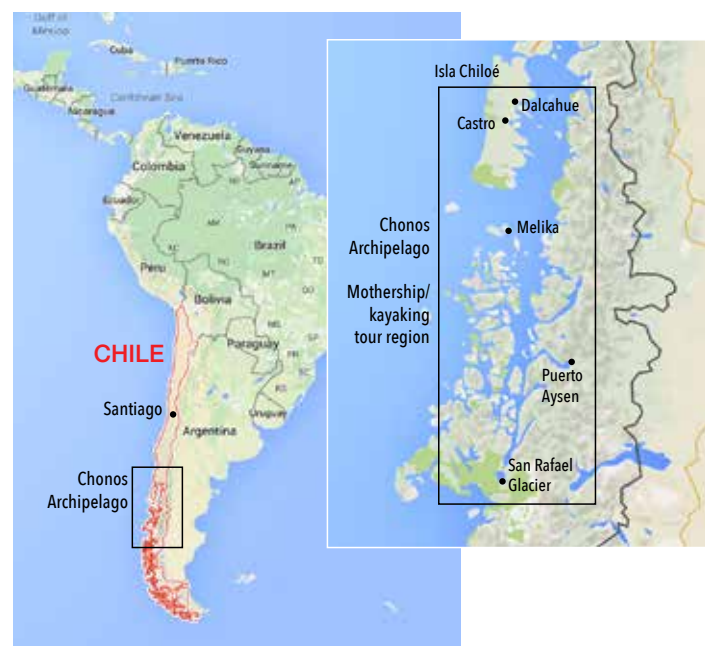 Gulf of
Mexico
Cuba
Puerto Rico
Guatemala
Caribbean Sea
Nicaragua
Venezuela
Guyana
Suriname
Colombia
Ecuador
Brazil
Peru
Bolivia
CHILE
Paraguay
Santiago
Uruguay
Argentina
Chonos
Archipelago
Isla Chiloé
Dalcahue
Castro
Chonos
Archipelago
Melika
Mothership/
kayaking
tour region
Puerto
Aysen
San Rafael
Glacier